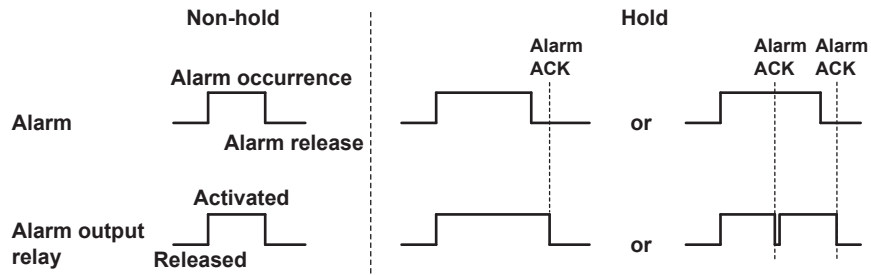 Non-hold
Hold
Alarm
ACK
Alarm Alarm
ACK ACK
Alarm occurrence
Alarm
or
Alarm release
Activated
Alarm output
relay
or
Released